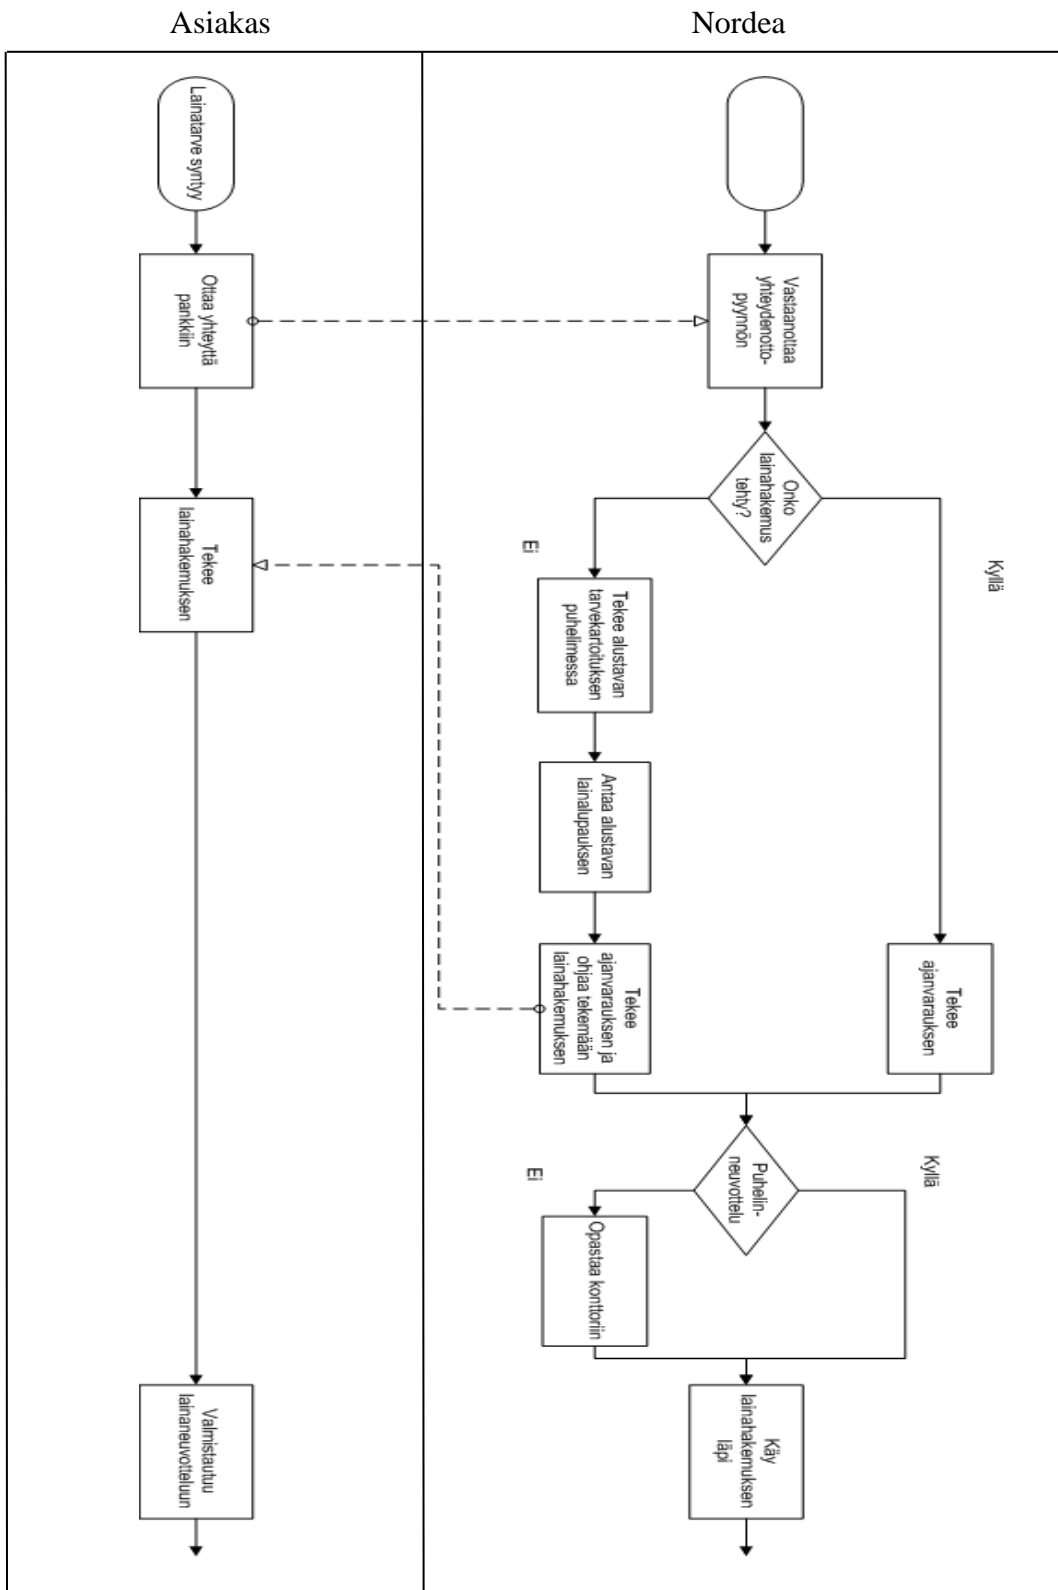 Asiakas
Nordea
Lainatarve syntyy
Ottaa yhteyttä
pankkiin
Tekee
lainahakemuksen
Valmistautuu
lainaneuvotteluun
Vastaanottaa
yhteydenotto-
pyynnön
Onko
lainahakemus
tehty?
Kyllä
Ei
Tekee alustavan
tarvekartoituksen
puhelimessa
Antaa alustavan
lainalupauksen
Tekee
ajanvarauksen ja
ohjaa tekemään
lainahakemuksen
Tekee
ajanvarauksen
Puhelin-
neuvottelu
Kyllä
Ei
Opastaa konttoriin
Käy
lainahakemuksen
läpi